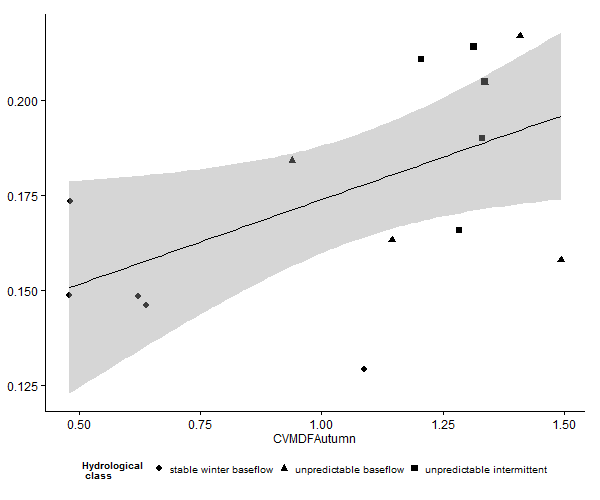 0.200
0.175
0.150
0.125
0.50 0.75 1.00 1.25 1.50
CVMDFAutumn
Hydrological
class
stable winter baseflow unpredictable baseflow unpredictable intermittent